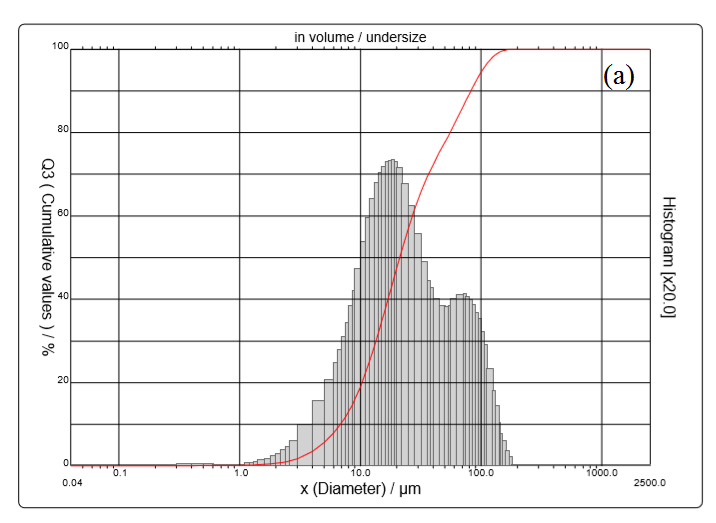 in volume / undersize
(a)
100
80
60
40
20
0
Q3 ( Cumulative values ) / %
Histogram [x20.0]
0.04 0.1 1.0 10.0 100.0 1000.0 2500.0
x (Diameter) / µm